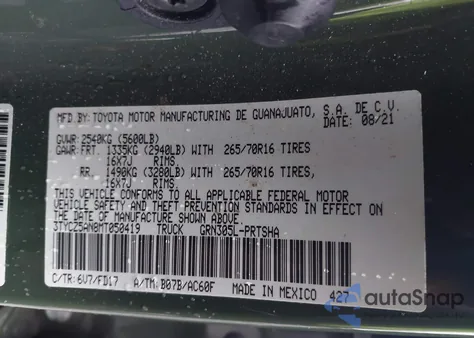 MFD.BY:TOYOTA MOTOR MANUFACTURING DE GUANAJUATO, S.A. DE C.V.
DATE: 08/21
GVWR: 2540KG (5600LB)
GAWR: FRT. 1335KG (2940LB) WITH 265/70R16 TIRES
16X7J RIMS.
RR. 1490KG (3280LB) WITH 265/70R16 TIRES
16X7J RIMS.
THIS VEHICLE CONFORMS TO ALL APPLICABLE FEDERAL MOTOR
VEHICLE SAFETY AND THEFT PREVENTION STANDARDS IN EFFECT ON
THE DATE OF MANUFACTURE SHOWN ABOVE.
3TYCZ5AN8MT050419 TRUCK GRN305L-PRTSHA
C/TR: 6V7/FD17 A/TM: B07B/AC60F
MADE IN MEXICO 427
autaSnap